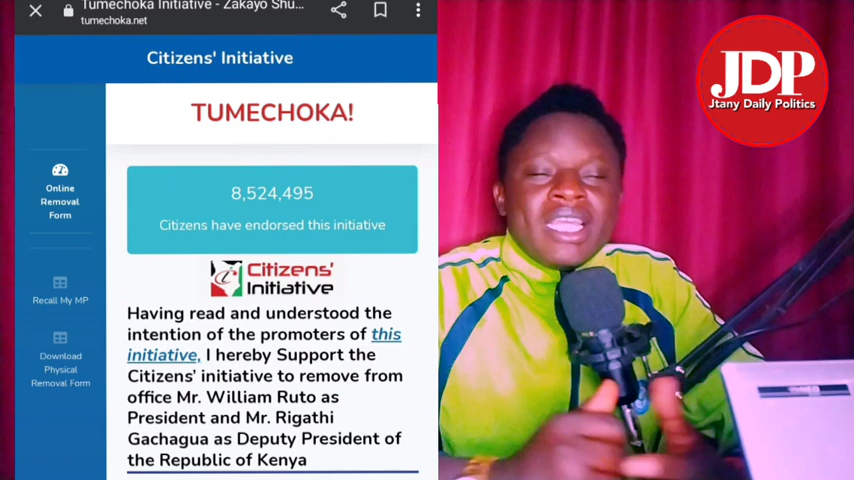 Tumechoka Initiative - Zakayo Shu...
tumechoka.net
Citizens' Initiative
TUMECHOKA!
8,524,495
Citizens have endorsed this initiative
Citizens'
Initiative
Having read and understood the
intention of the promoters of this
initiative, I hereby Support the
Citizens' initiative to remove from
office Mr. William Ruto as
President and Mr. Rigathi
Gachagua as Deputy President of
the Republic of Kenya
Online
Removal
Form
Recall My MP
Download
Physical
Removal Form
JDP
Jtany Daily Politics